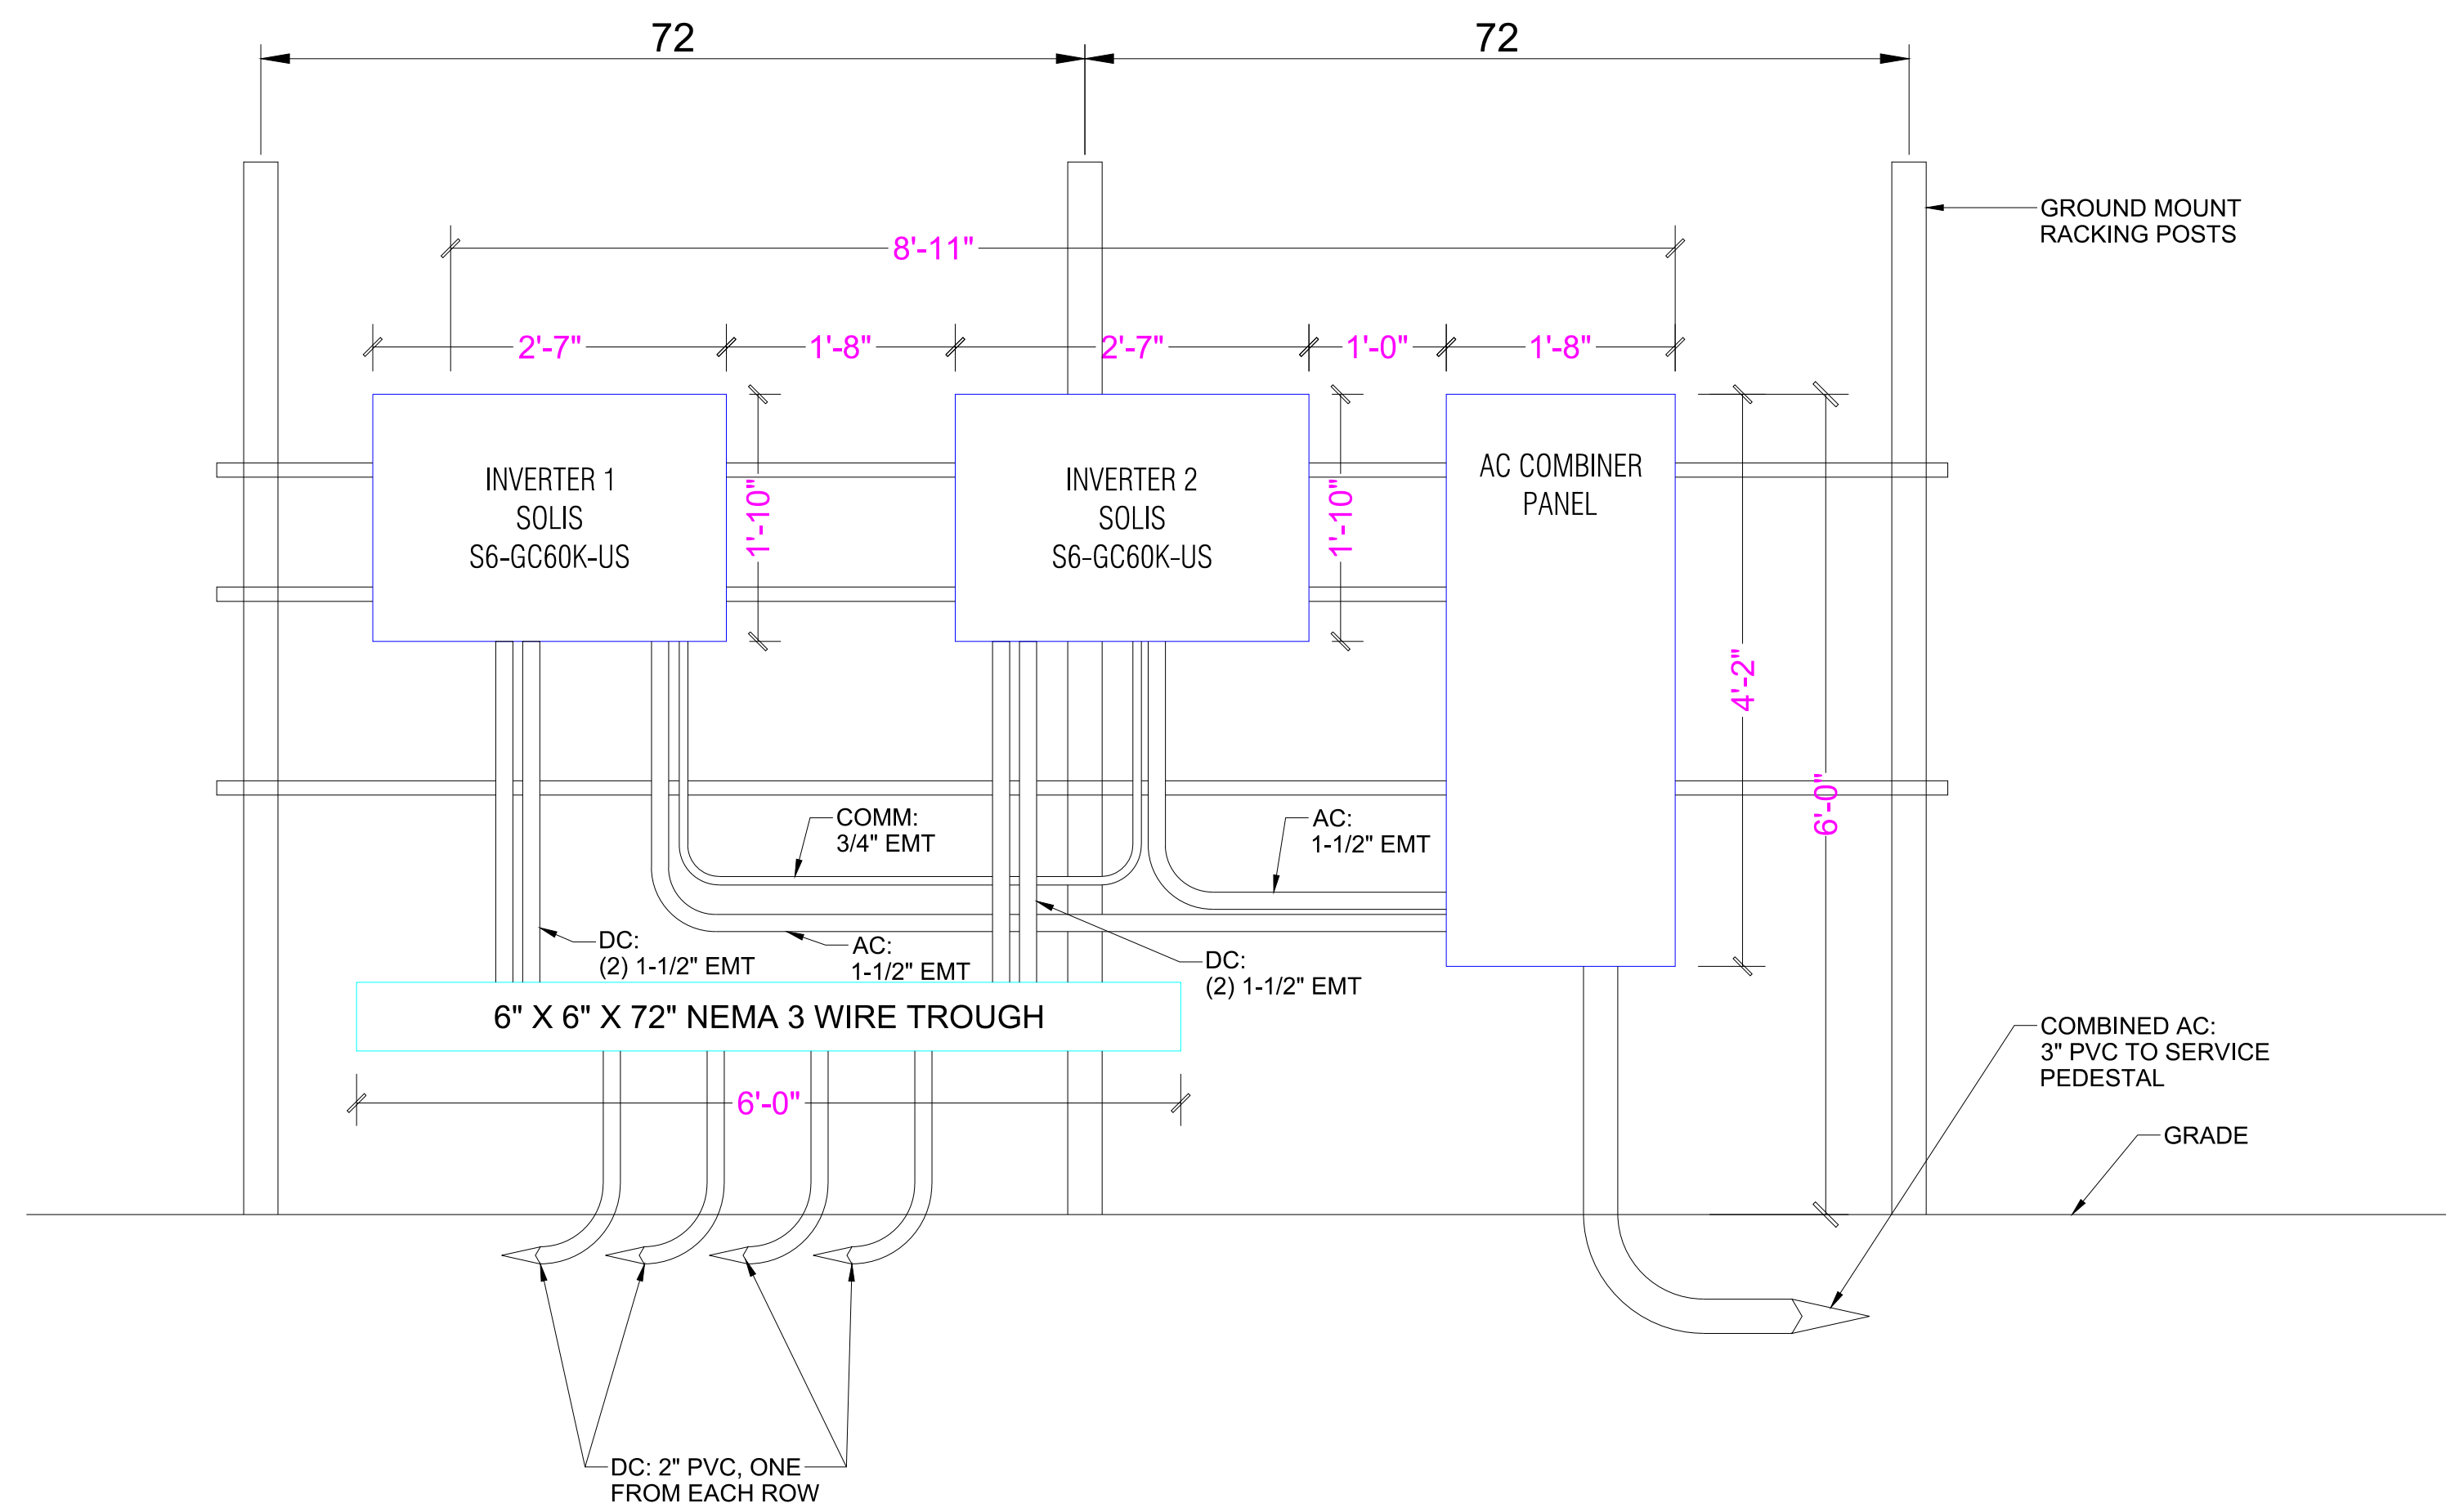 72
72
GROUND MOUNT
RACKING POSTS
8'-11"
2'-7"
1'-8"
2'-7"
1'-0"
1'-8"
INVERTER 1
SOLIS
S6-GC60K-US
1'-10"
INVERTER 2
SOLIS
S6-GC60K-US
1'-10"
AC COMBINER
PANEL
4'-2"
6'-0"
COMM:
3/4" EMT
AC:
1-1/2" EMT
DC:
(2) 1-1/2" EMT
AC:
1-1/2" EMT
DC:
(2) 1-1/2" EMT
6" X 6" X 72" NEMA 3 WIRE TROUGH
6'-0"
COMBINED AC:
3" PVC TO SERVICE
PEDESTAL
GRADE
DC: 2" PVC, ONE
FROM EACH ROW